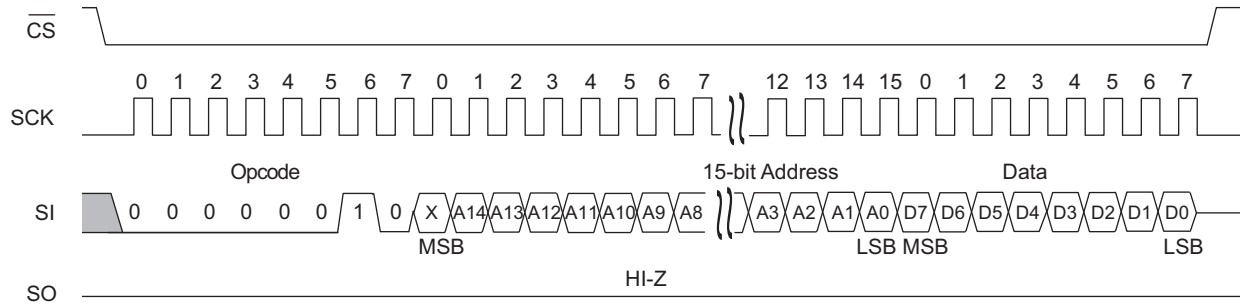 CS
0 1 2 3 4 5 6 7 0 1 2 3 4 5 6 7 12 13 14 15 0 1 2 3 4 5 6 7
SCK
Opcode 15-bit Address Data
SI 0 0 0 0 0 0 1 0 X A14 A13 A12 A11 A10 A9 A8 A3 A2 A1 A0 D7 D6 D5 D4 D3 D2 D1 D0
MSB LSB MSB LSB
HI-Z
SO